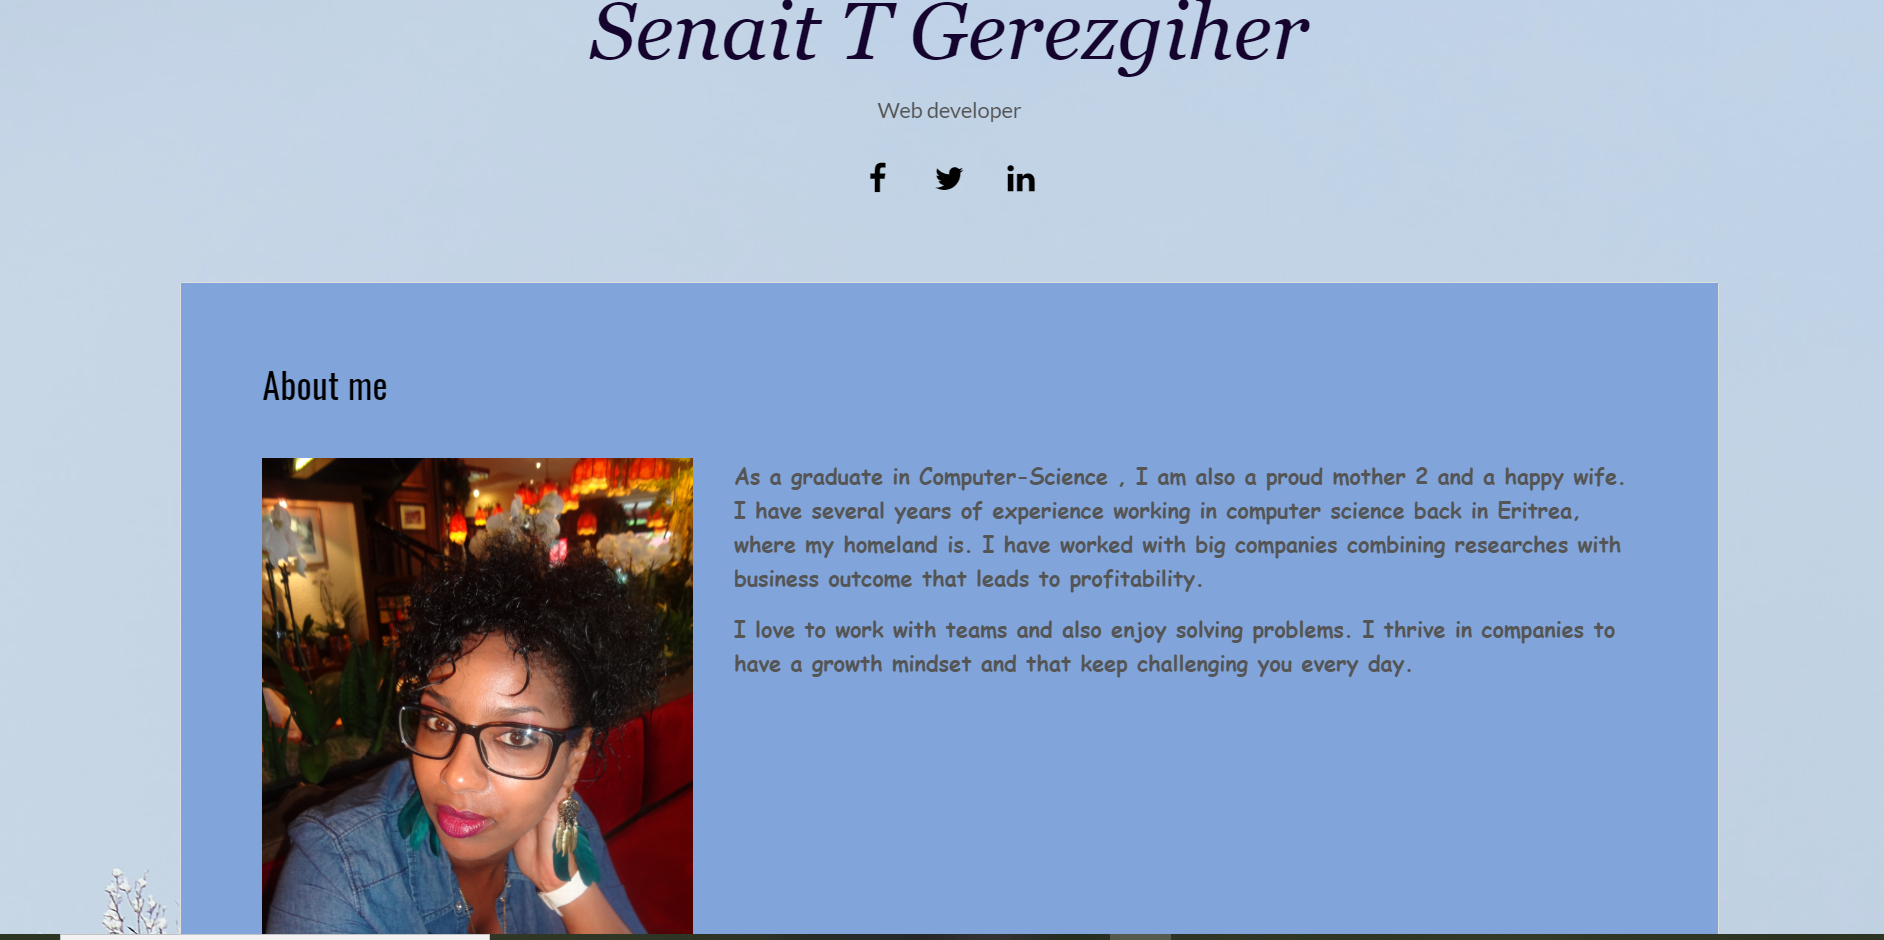 Senait T Gerezgiher
Web developer
About me
As a graduate in Computer-Science , I am also a proud mother 2 and a happy wife.
I have several years of experience working in computer science back in Eritrea,
where my homeland is. I have worked with big companies combining researches with
business outcome that leads to profitability.
I love to work with teams and also enjoy solving problems. I thrive in companies to
have a growth mindset and that keep challenging you every day.